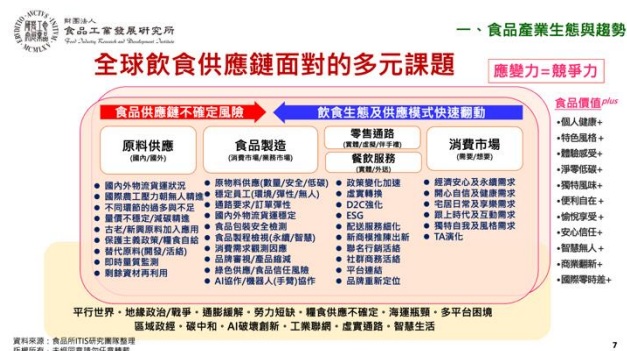 財團法人
食品工業發展研究所
Food Industry Research and Development Institute
一、食品產業生態與趨勢
全球飲食供應鏈面對的多元課題
應變力=競爭力
食品供應鏈不確定風險
飲食生態及供應模式快速翻動
原料供應
(國內/國外)
食品製造
(消費市場/業務市場)
零售通路
(實體/虛擬/伴手禮)
餐飲服務
(實體/外送)
消費市場
(需要/想要)
● 國內外物流貨運狀況
● 國際農工壓力朝無人精進
● 不同環節的過多與不足
● 量價不穩定/減碳精進
● 古老/新興原料加入應用
● 保護主義政策/糧食自給
● 替代原料(開發/活絡)
● 即時量質監測
● 剩餘資材再利用
● 原物料供應(數量/安全/低碳)
● 穩定員工(環境/彈性/無人)
● 通路要求/訂單彈性
● 國內外物流貨運穩定
● 食品包裝安全檢測
● 食品製程檢視(永續/智慧)
● 消費需求觀測因應
● 品牌審視/產品縮減
● 綠色供應/食品信任風險
● AI協作/機器人(手臂)協作
● 政策變化加速
● 虛實轉換
● D2C強化
● ESG
● 配送服務細化
● 新商模推陳出新
● 聯名行銷活絡
● 社群商務活絡
● 平台連結
● 品牌重新定位
● 經濟安心及永續需求
● 開心自信及健康需求
● 宅居日常及享樂需求
● 跟上時代及互動需求
● 獨特自我及風格需求
● TA演化
食品價值plus
•個人健康+
•特色風格+
•體驗感受+
•淨零低碳+
•獨特風味+
•便利自在+
•愉悅享受+
•安心信任+
•智慧無人+
•商業翻新+
•國際零時差+
平行世界・地緣政治/戰爭・通膨緩解・勞力短缺・糧食供應不確定・海運瓶頸・多平台困境
區域政經・碳中和・AI破壞創新・工業聯網・虛實通路・智慧生活
資料來源：食品所ITIS研究團隊整理
版權所有，未經同意請勿任意轉載
7